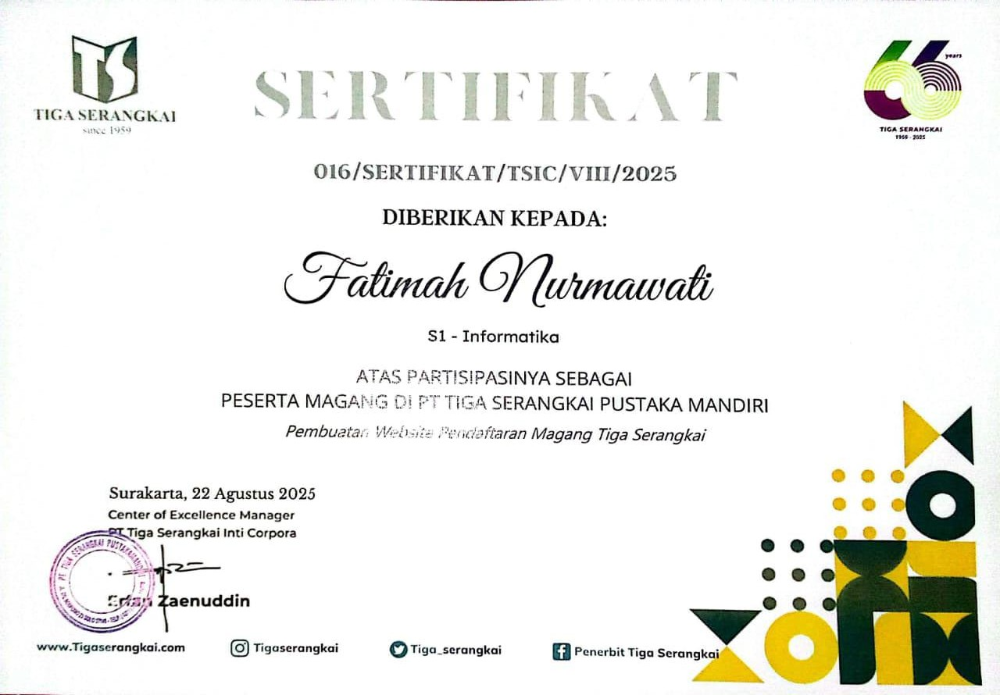 TS
TIGA SERANGKAI
since 1959
SERTIFIKAT
66 years
TIGA SERANGKAI
1959 - 2025
016/SERTIFIKAT/TSIC/VIII/2025
DIBERIKAN KEPADA:
Fatimah Nurmawati
S1 - Informatika
ATAS PARTISIPASINYA SEBAGAI
PESERTA MAGANG DI PT TIGA SERANGKAI PUSTAKA MANDIRI
Pembuatan Website Pendaftaran Magang Tiga Serangkai
Surakarta, 22 Agustus 2025
Center of Excellence Manager
PT Tiga Serangkai Inti Corpora
PT TIGA SERANGKAI PUSTAKA MANDIRI
Zaenuddin
www.Tigaserangkai.com
Tigaserangkai
Tiga_serangkai
Penerbit Tiga Serangkai